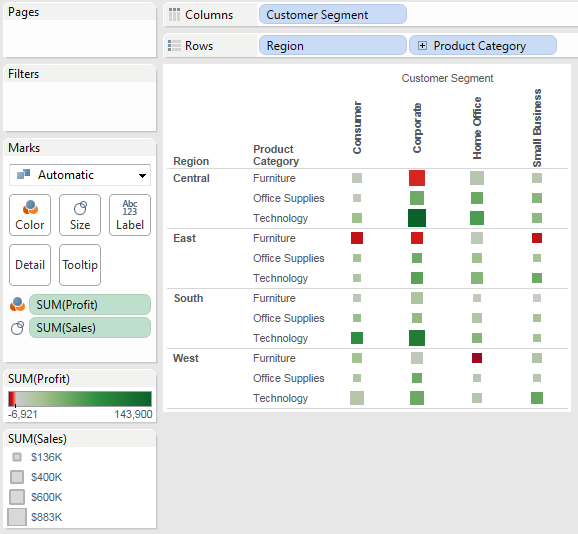 Pages
Columns Customer Segment
Rows Region Product Category
Filters
Marks
Automatic
Color Size Abc 123 Label
Detail Tooltip
SUM(Profit)
SUM(Sales)
SUM(Profit)
-6,921 143,900
SUM(Sales)
$136K
$400K
$600K
$883K
Customer Segment
Region Product Category Consumer Corporate Home Office Small Business
Central Furniture
Office Supplies
Technology
East Furniture
Office Supplies
Technology
South Furniture
Office Supplies
Technology
West Furniture
Office Supplies
Technology